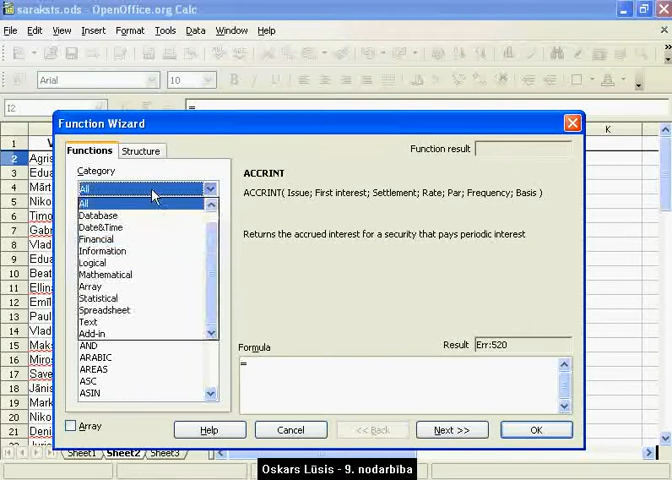 saraksts.ods - OpenOffice.org Calc
File Edit View Insert Format Tools Data Window Help
Arial 10
I2 =
Function Wizard
Functions Structure
Function result
Category
All
All
Database
Date&Time
Financial
Information
Logical
Mathematical
Array
Statistical
Spreadsheet
Text
Add-in
AND
ARABIC
AREAS
ASC
ASIN
ACCRINT
ACCRINT( Issue; First interest; Settlement; Rate; Par; Frequency; Basis )
Returns the accrued interest for a security that pays periodic interest
Formula
Result Err:520
=
Array
Help Cancel << Back Next >> OK
K
1 V
2 Agris
3 Edua
4 Mārt
5 Niko
6 Timo
7 Gab
8 Vlad
9 Edua
10 Beat
11 Ellina
12 Emīl
13 Paul
14 Vlad
15 Maks
16 Miros
17 Save
18 Jānis
19 Mark
20 Niko
21 Deni
22
Sheet1 Sheet2 Sheet3
Oskars Lūsis - 9. nodarbība